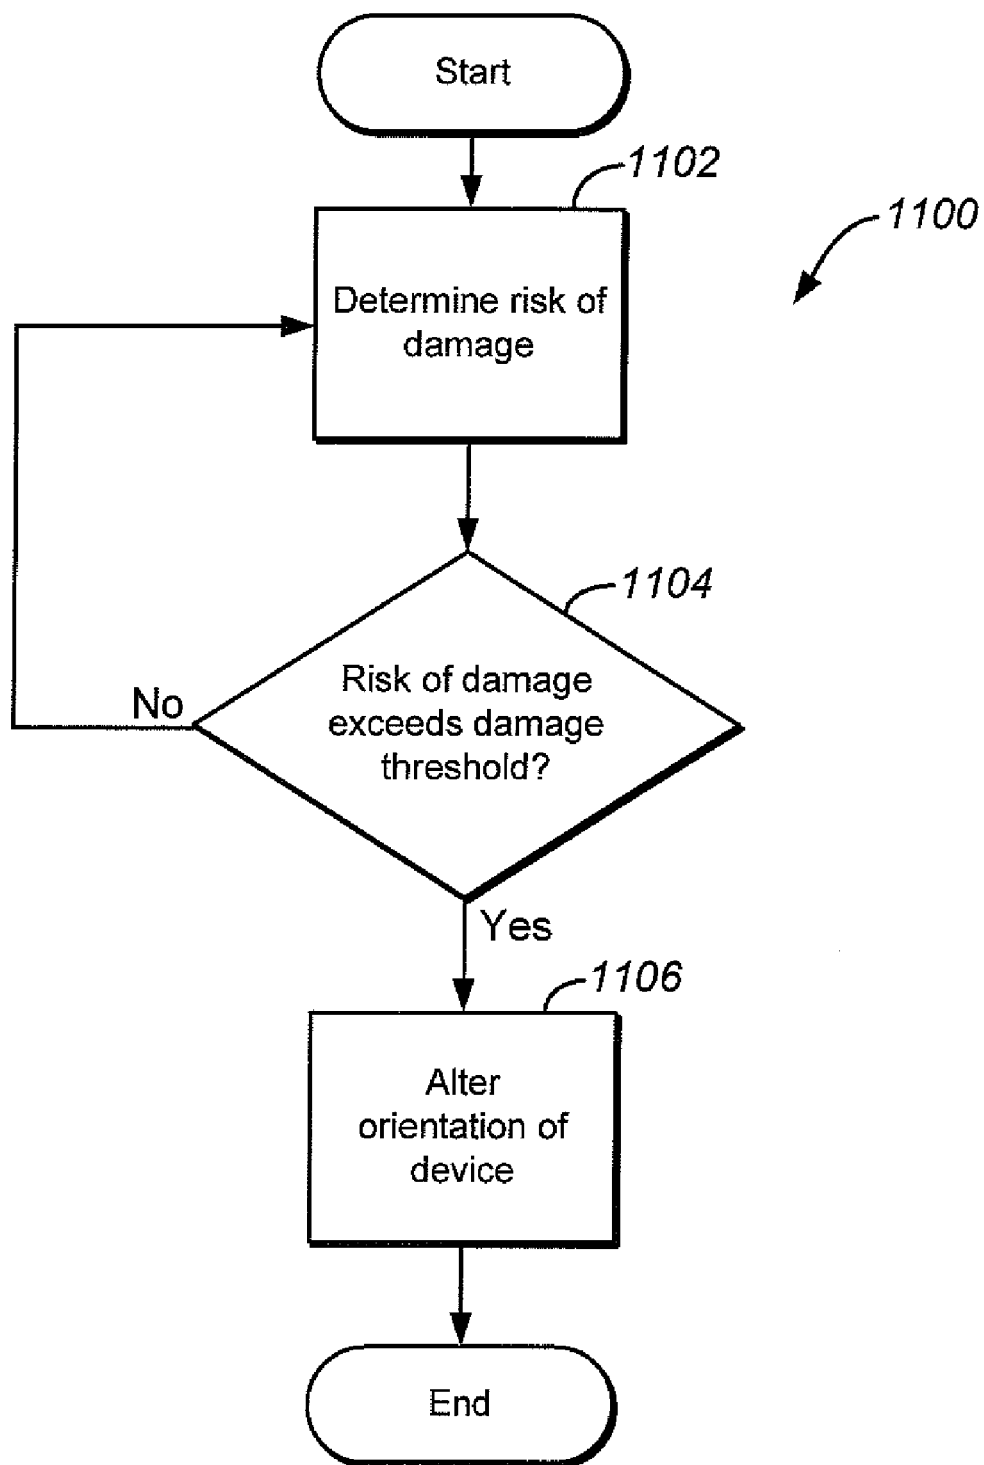 Start
1102
1100
Determine risk of
damage
1104
Risk of damage
exceeds damage
threshold?
No
Yes
1106
Alter
orientation of
device
End